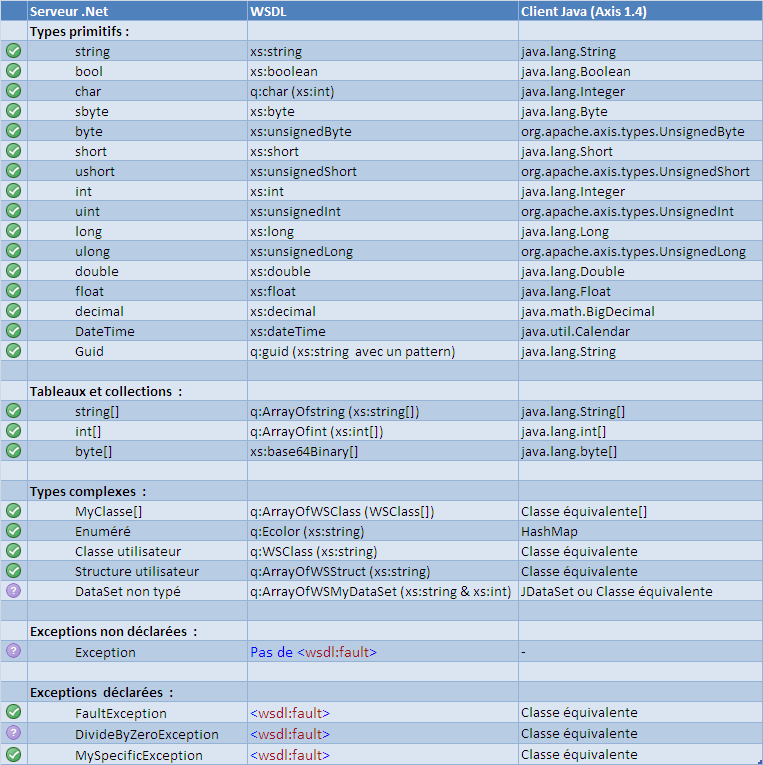 Serveur .Net WSDL Client Java (Axis 1.4)
Types primitifs :
string xs:string java.lang.String
bool xs:boolean java.lang.Boolean
char q:char (xs:int) java.lang.Integer
sbyte xs:byte java.lang.Byte
byte xs:unsignedByte org.apache.axis.types.UnsignedByte
short xs:short java.lang.Short
ushort xs:unsignedShort org.apache.axis.types.UnsignedShort
int xs:int java.lang.Integer
uint xs:unsignedInt org.apache.axis.types.UnsignedInt
long xs:long java.lang.Long
ulong xs:unsignedLong org.apache.axis.types.UnsignedLong
double xs:double java.lang.Double
float xs:float java.lang.Float
decimal xs:decimal java.math.BigDecimal
DateTime xs:dateTime java.util.Calendar
Guid q:guid (xs:string avec un pattern) java.lang.String
Tableaux et collections :
string[] q:ArrayOfstring (xs:string[]) java.lang.String[]
int[] q:ArrayOfint (xs:int[]) java.lang.int[]
byte[] xs:base64Binary[] java.lang.byte[]
Types complexes :
MyClasse[] q:ArrayOfWSClass (WSClass[]) Classe équivalente[]
Enuméré q:Ecolor (xs:string) HashMap
Classe utilisateur q:WSClass (xs:string) Classe équivalente
Structure utilisateur q:ArrayOfWSStruct (xs:string) Classe équivalente
? DataSet non typé q:ArrayOfWSMyDataSet (xs:string & xs:int) JDataSet ou Classe équivalente
Exceptions non déclarées :
? Exception Pas de <wsdl:fault> -
Exceptions déclarées :
FaultException <wsdl:fault> Classe équivalente
? DivideByZeroException <wsdl:fault> Classe équivalente
MySpecificException <wsdl:fault> Classe équivalente